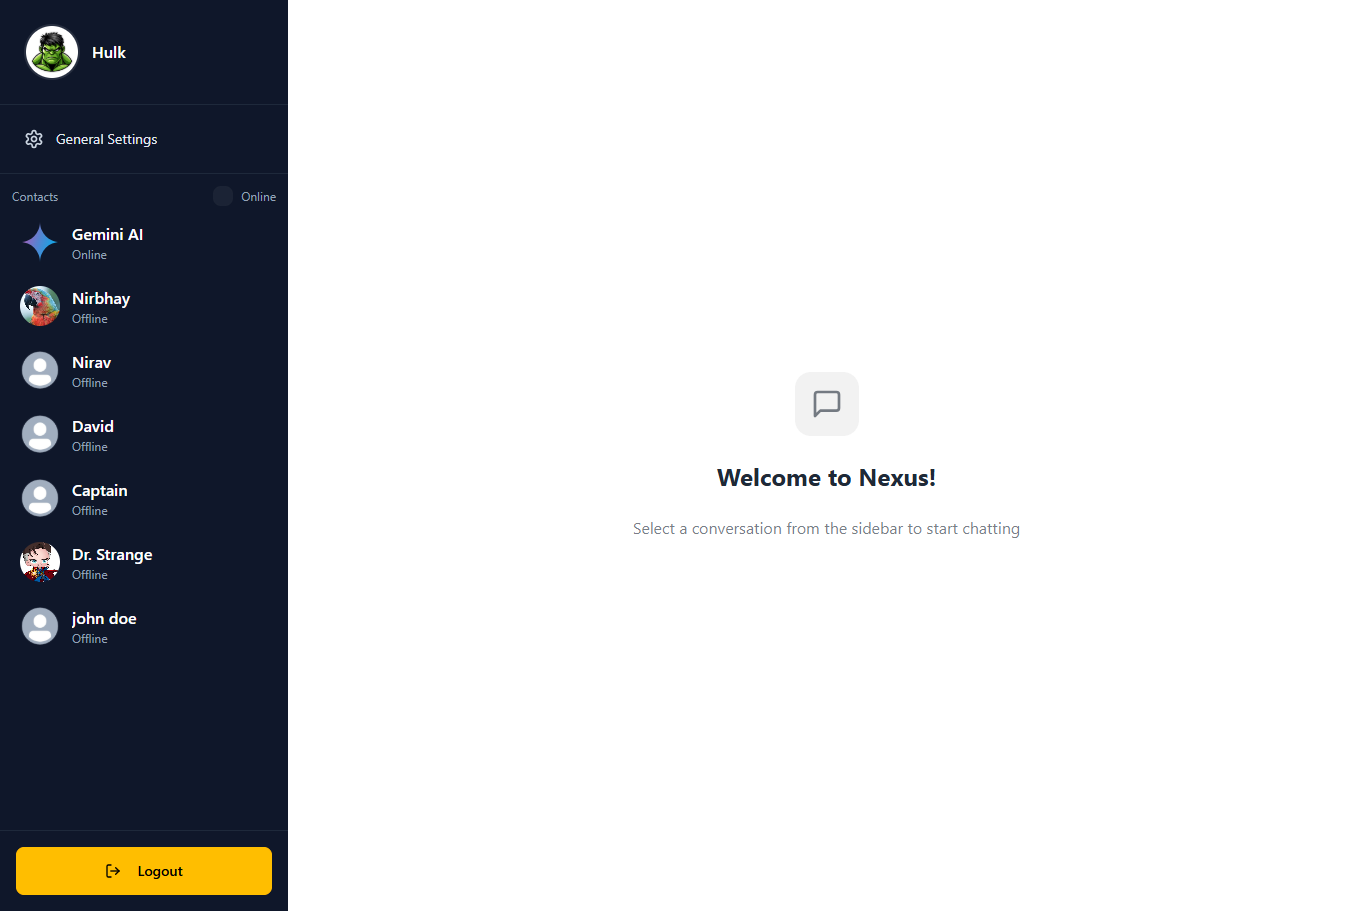 Hulk
General Settings
Contacts
Online
Gemini AI
Online
Nirbhay
Offline
Nirav
Offline
David
Offline
Captain
Offline
Dr. Strange
Offline
john doe
Offline
Logout
Welcome to Nexus!
Select a conversation from the sidebar to start chatting